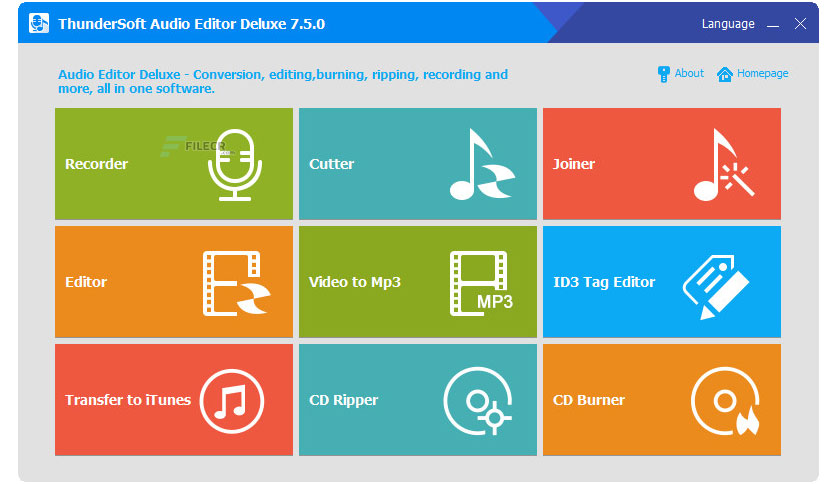 ThunderSoft Audio Editor Deluxe 7.5.0
Language
Audio Editor Deluxe - Conversion, editing,burning, ripping, recording and
more, all in one software.
About
Homepage
Recorder
FILECR
Cutter
Joiner
Editor
Video to Mp3
MP3
ID3 Tag Editor
Transfer to iTunes
CD Ripper
CD Burner